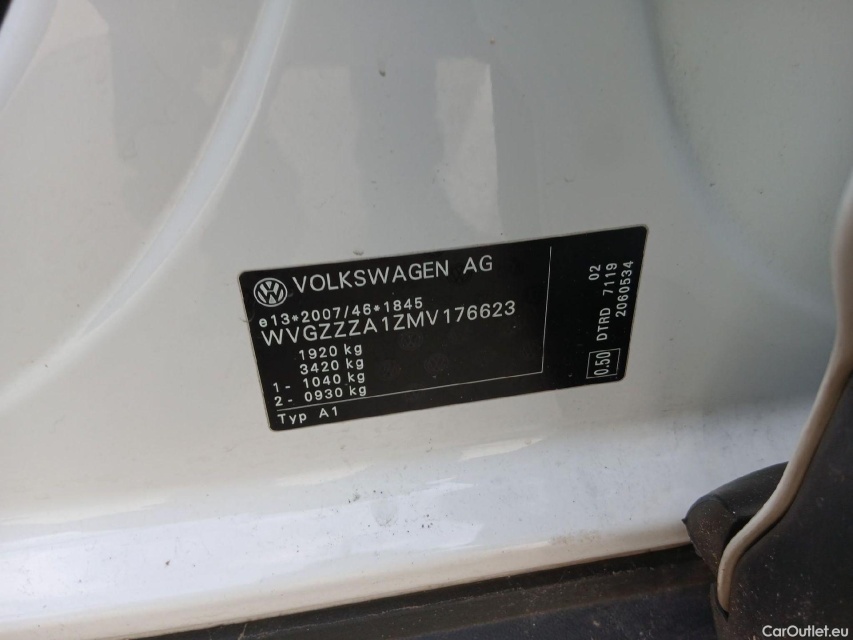 VOLKSWAGEN AG
e13*2007/46*1845
WVGZZZA1ZMV176623
1920 kg
3420 kg
1 - 1040 kg
2 - 0930 kg
Typ A1
02
DTRD 7119
2060534
0.50
CarOutlet.eu